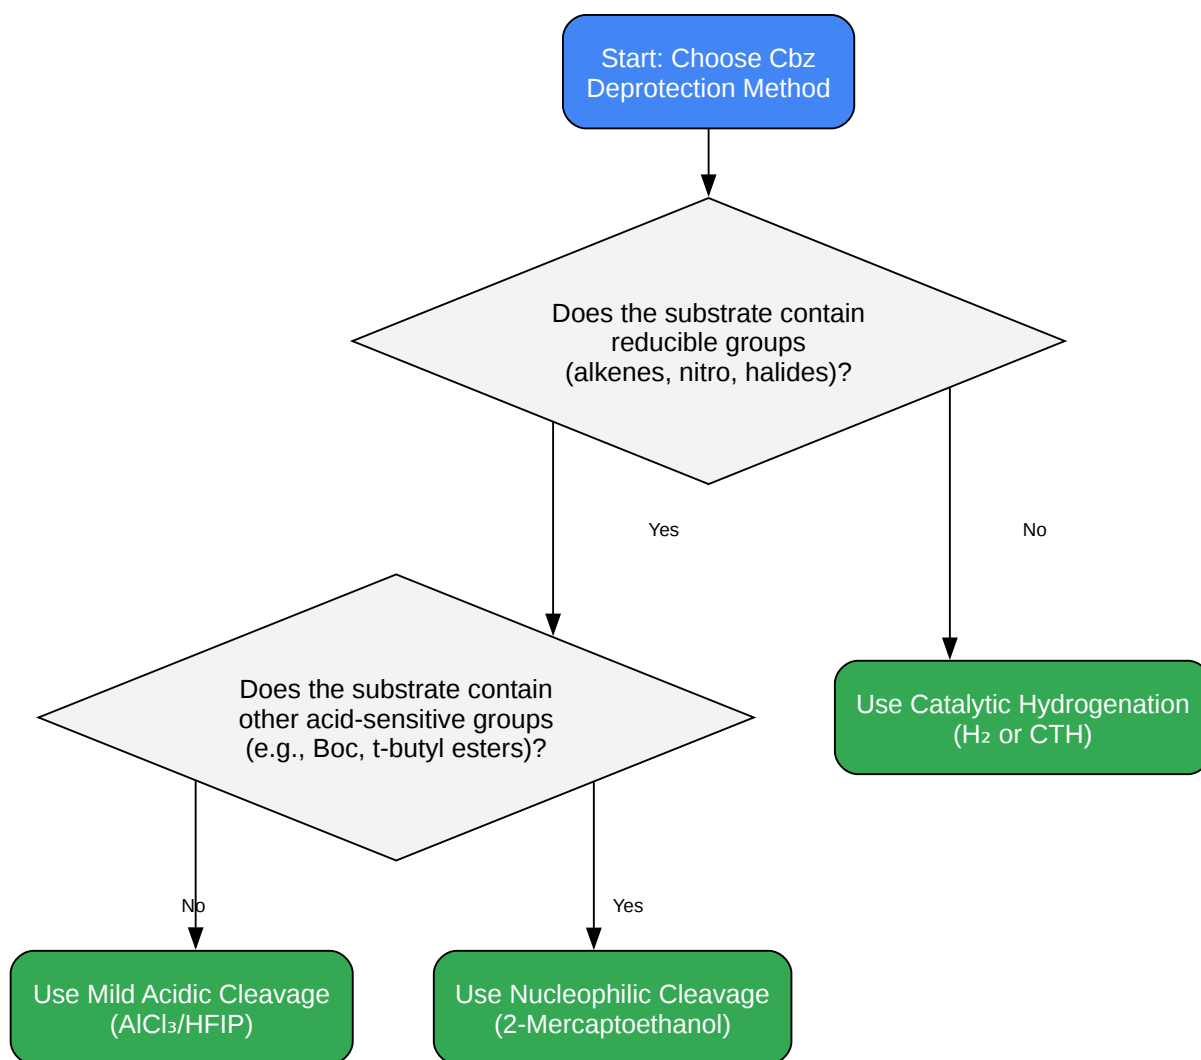 Start: Choose Cbz
Deprotection Method
Does the substrate contain
reducible groups
(alkenes, nitro, halides)?
Yes
No
Does the substrate contain
other acid-sensitive groups
(e.g., Boc, t-butyl esters)?
Use Catalytic Hydrogenation
(H₂ or CTH)
No
Yes
Use Mild Acidic Cleavage
(AlCl₃/HFIP)
Use Nucleophilic Cleavage
(2-Mercaptoethanol)